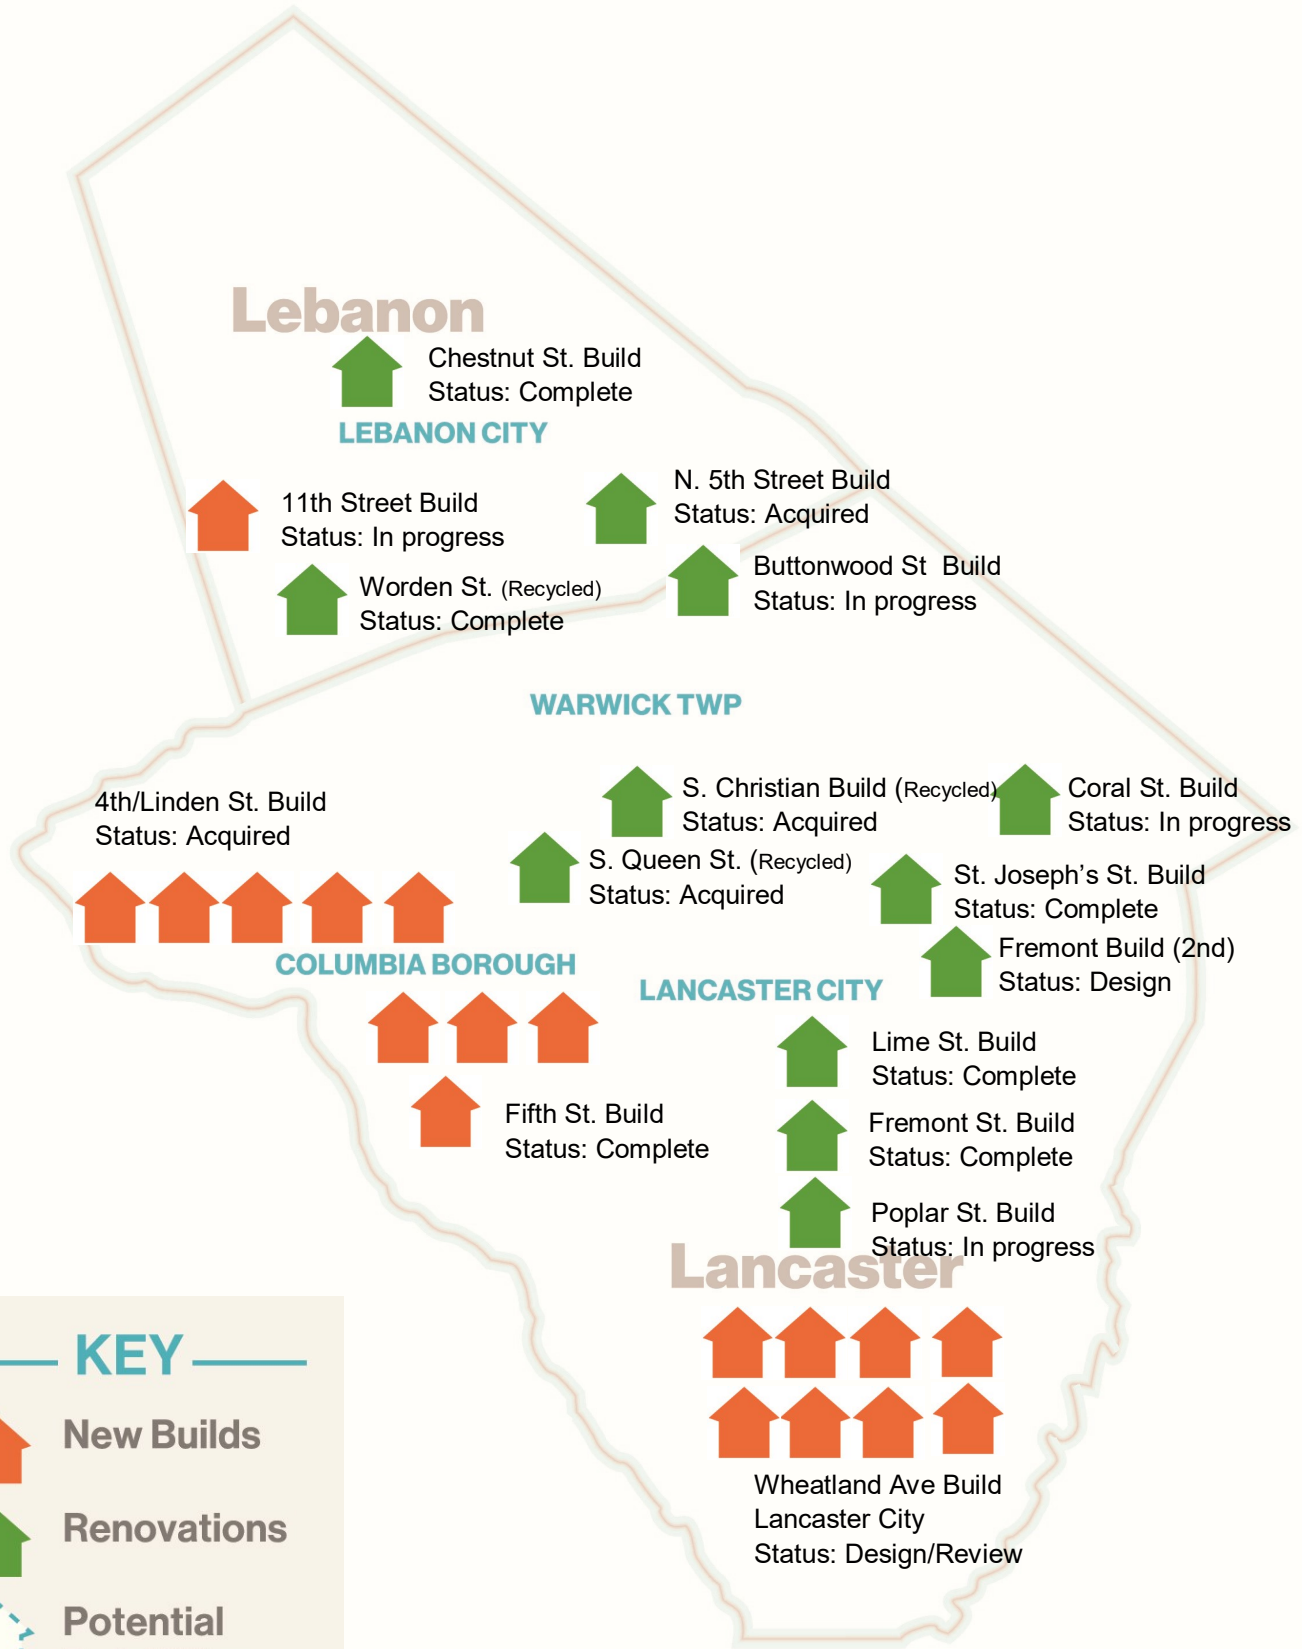 Lebanon
Chestnut St. Build
Status: Complete
LEBANON CITY
N. 5th Street Build
Status: Acquired
11th Street Build
Status: In progress
Buttonwood St  Build
Status: In progress
Worden St. (Recycled)
Status: Complete
WARWICK TWP
4th/Linden St. Build
Status: Acquired
S. Christian Build (Recycled)
Status: Acquired
Coral St. Build
Status: In progress
S. Queen St. (Recycled)
Status: Acquired
St. Joseph’s St. Build
Status: Complete
Fremont Build (2nd)
Status: Design
COLUMBIA BOROUGH
LANCASTER CITY
Lime St. Build
Status: Complete
Fifth St. Build
Status: Complete
Fremont St. Build
Status: Complete
Poplar St. Build
Status: In progress
Lancaster
Wheatland Ave Build
Lancaster City
Status: Design/Review
KEY
New Builds
Renovations
Potential